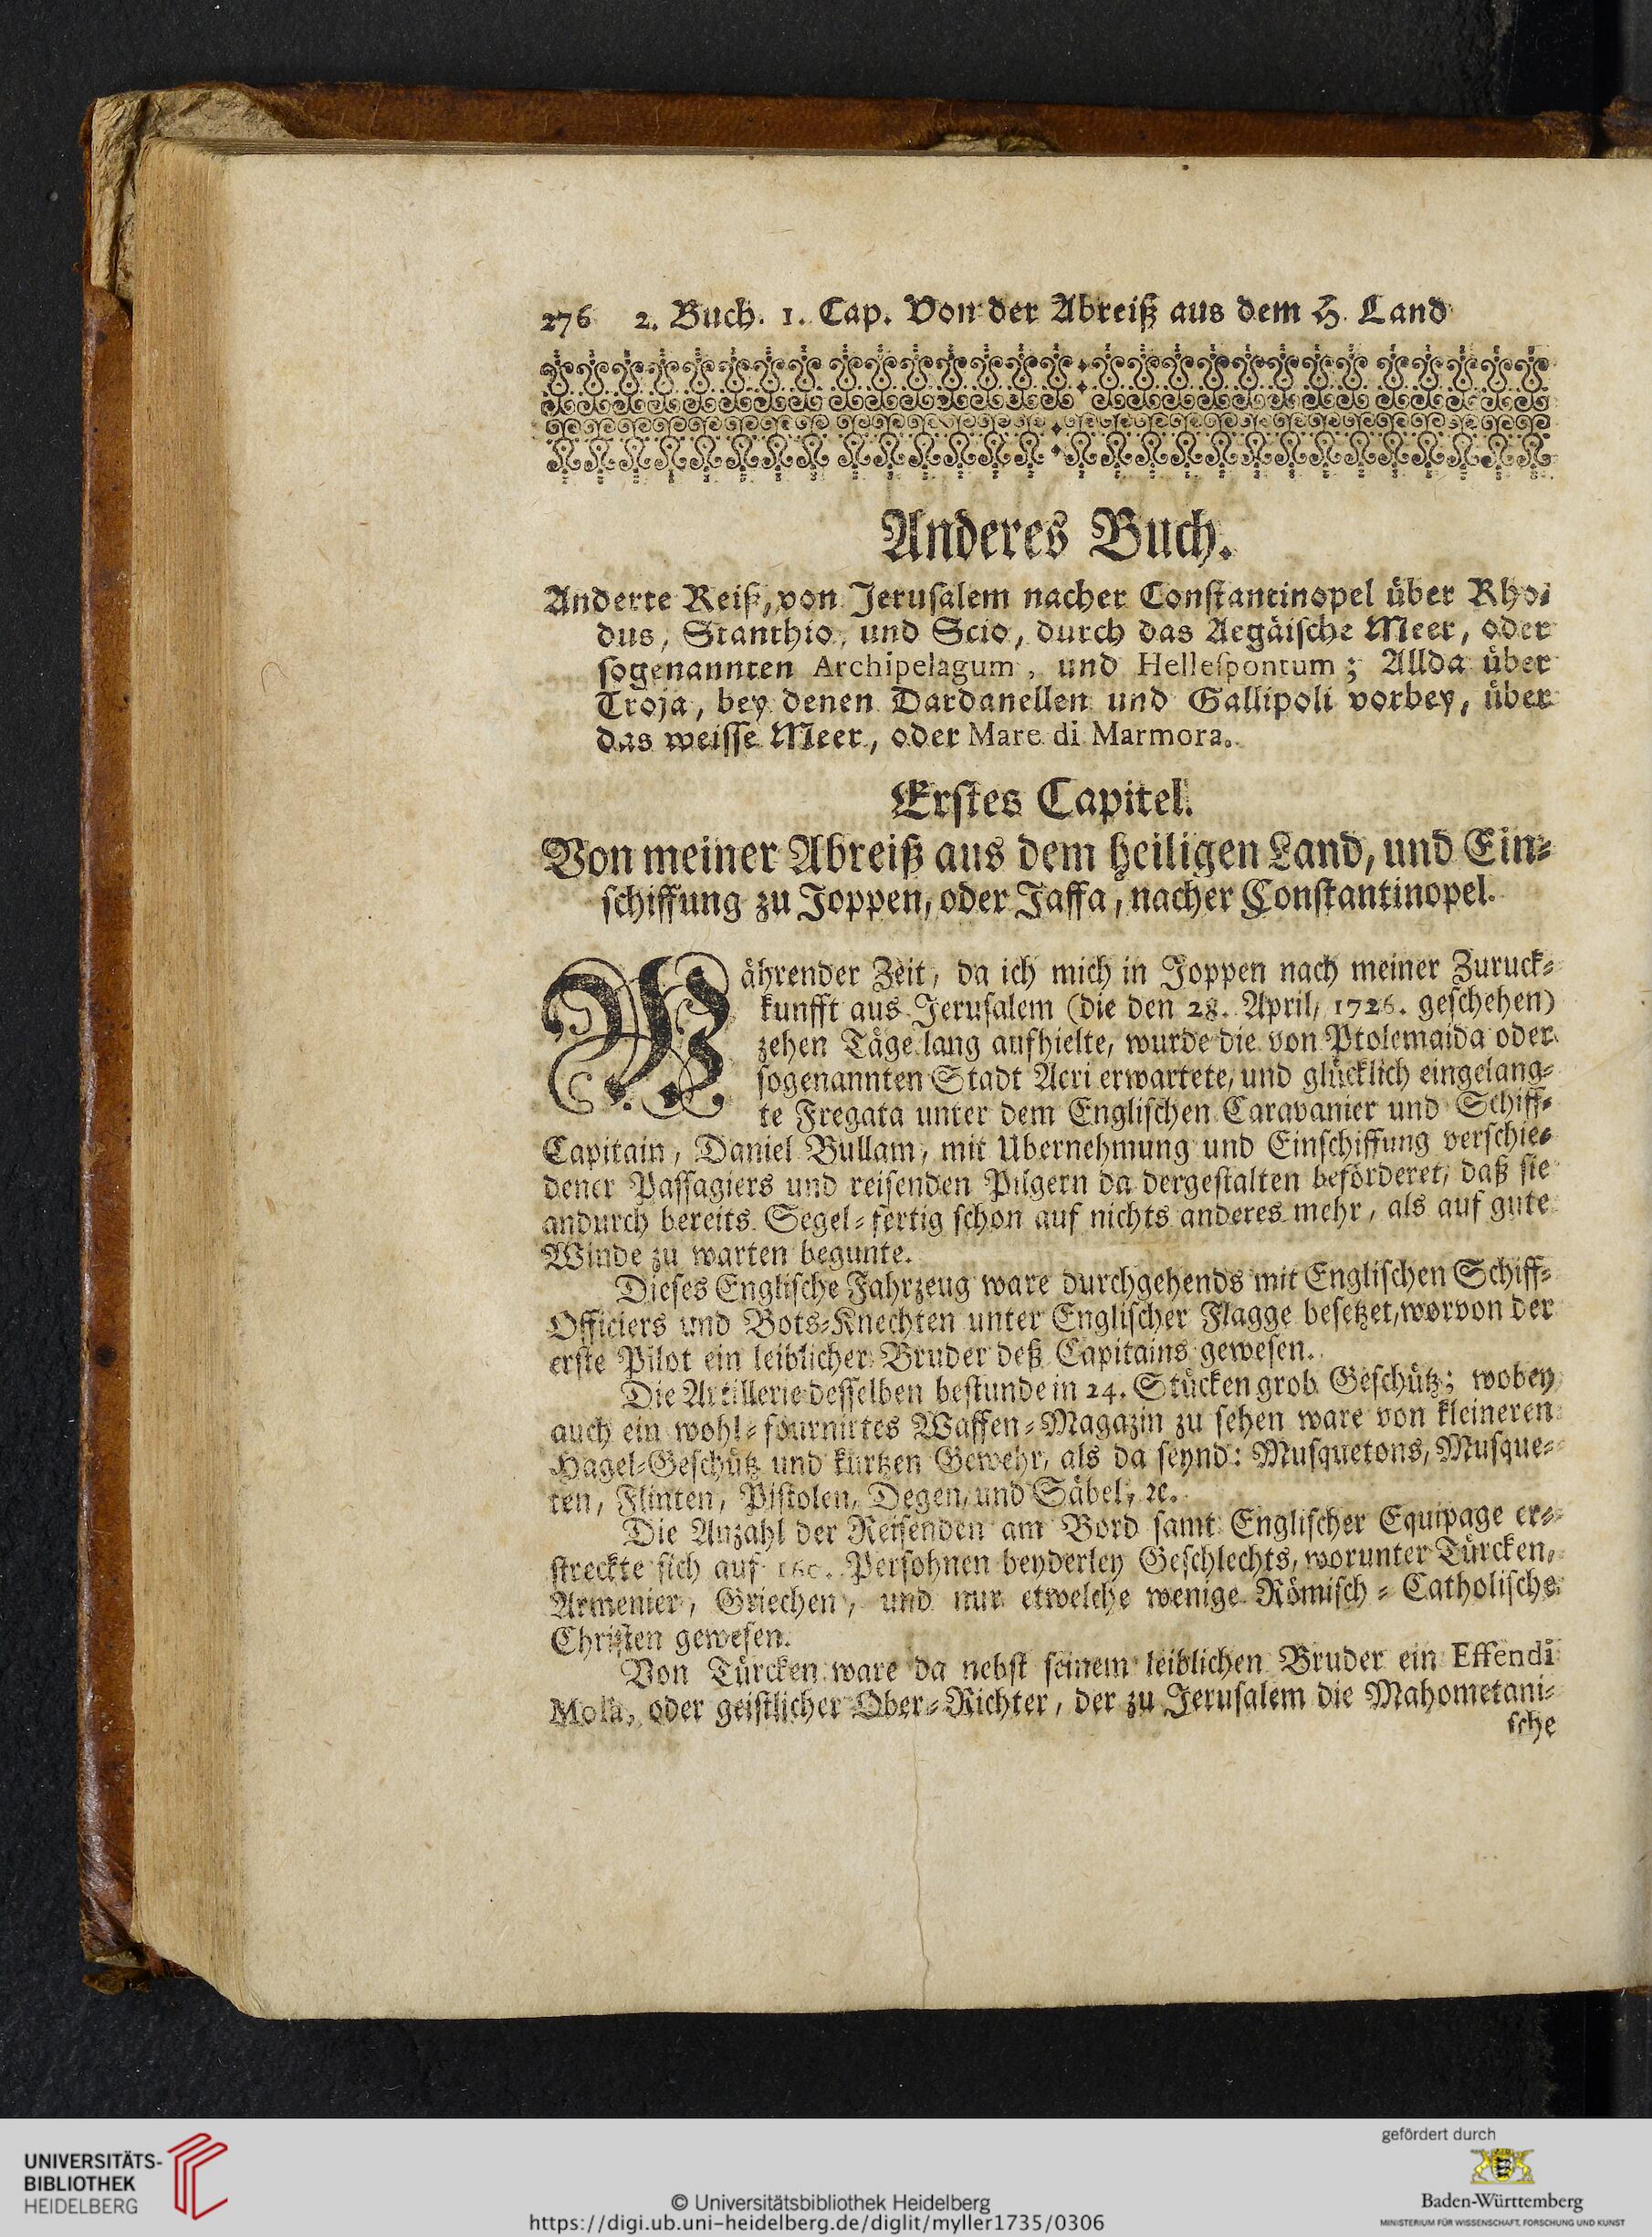 276 2. Buch. 1. Cap. Von der Abreiß aus dem H. Land
Anderes Buch.
Anderte Reiß, von Jerusalem nacher Constantinopel über Rho-
dus, Stanthio, und Scio, durch das Aegäische Meer, oder
sogenannten Archipelagum, und Hellespontum; Allda über
Troja, bey denen Dardanellen und Gallipoli vorbey, über
das weisse Meer, oder Mare di Marmora.
Erstes Capitel.
Von meiner Abreiß aus dem heiligen Land, und Ein-
schiffung zu Joppen, oder Jaffa, nacher Constantinopel.
Währender Zeit, da ich mich in Joppen nach meiner Zuruck-
kunfft aus Jerusalem (die den 28. April, 1726. geschehen)
zehen Täge lang aufhielte, wurde die von Ptolemaida oder
sogenannten Stadt Acri erwartete, und glücklich eingelang-
te Fregata unter dem Englischen Caravanier und Schiff-
Capitain, Daniel Bullam, mit Ubernehmung und Einschiffung verschie-
dener Passagiers und reisenden Pilgern da dergestalten beförderet, daß sie
andurch bereits Segel-fertig schon auf nichts anderes mehr, als auf gute
Winde zu warten begunte.
Dieses Englische Fahrzeug ware durchgehends mit Englischen Schiff-
Officiers und Bots-Knechten unter Englischer Flagge besetzet, worvon der
erste Pilot ein leiblicher Bruder deß Capitains gewesen.
Die Artillerie desselben bestunde in 24. Stücken grob Geschütz; wobey
auch ein wohl-fournirtes Waffen-Magazin zu sehen ware von kleineren
Hagel-Geschütz und kurtzen Gewehr, als da seynd: Musquetons, Musque-
ten, Flinten, Pistolen, Degen, und Säbel, ꝛc.
Die Anzahl der Reisenden am Bord samt Englischer Equipage er-
streckte sich auf 160. Persohnen beyderley Geschlechts, worunter Türcken,
Armenier, Griechen, und nur etwelche wenige Römisch-Catholische
Christen gewesen.
Von Türcken ware da nebst seinem leiblichen Bruder ein Effendi
Molà, oder geistlicher Ober-Richter, der zu Jerusalem die Mahometani-
sche
UNIVERSITÄTS-
BIBLIOTHEK
HEIDELBERG
© Universitätsbibliothek Heidelberg
https://digi.ub.uni-heidelberg.de/diglit/myller1735/0306
gefördert durch
Baden-Württemberg
MINISTERIUM FÜR WISSENSCHAFT, FORSCHUNG UND KUNST